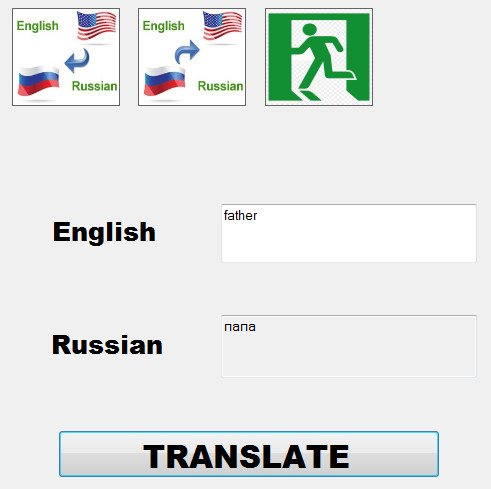 English
Russian
English
Russian
English
father
Russian
папа
TRANSLATE